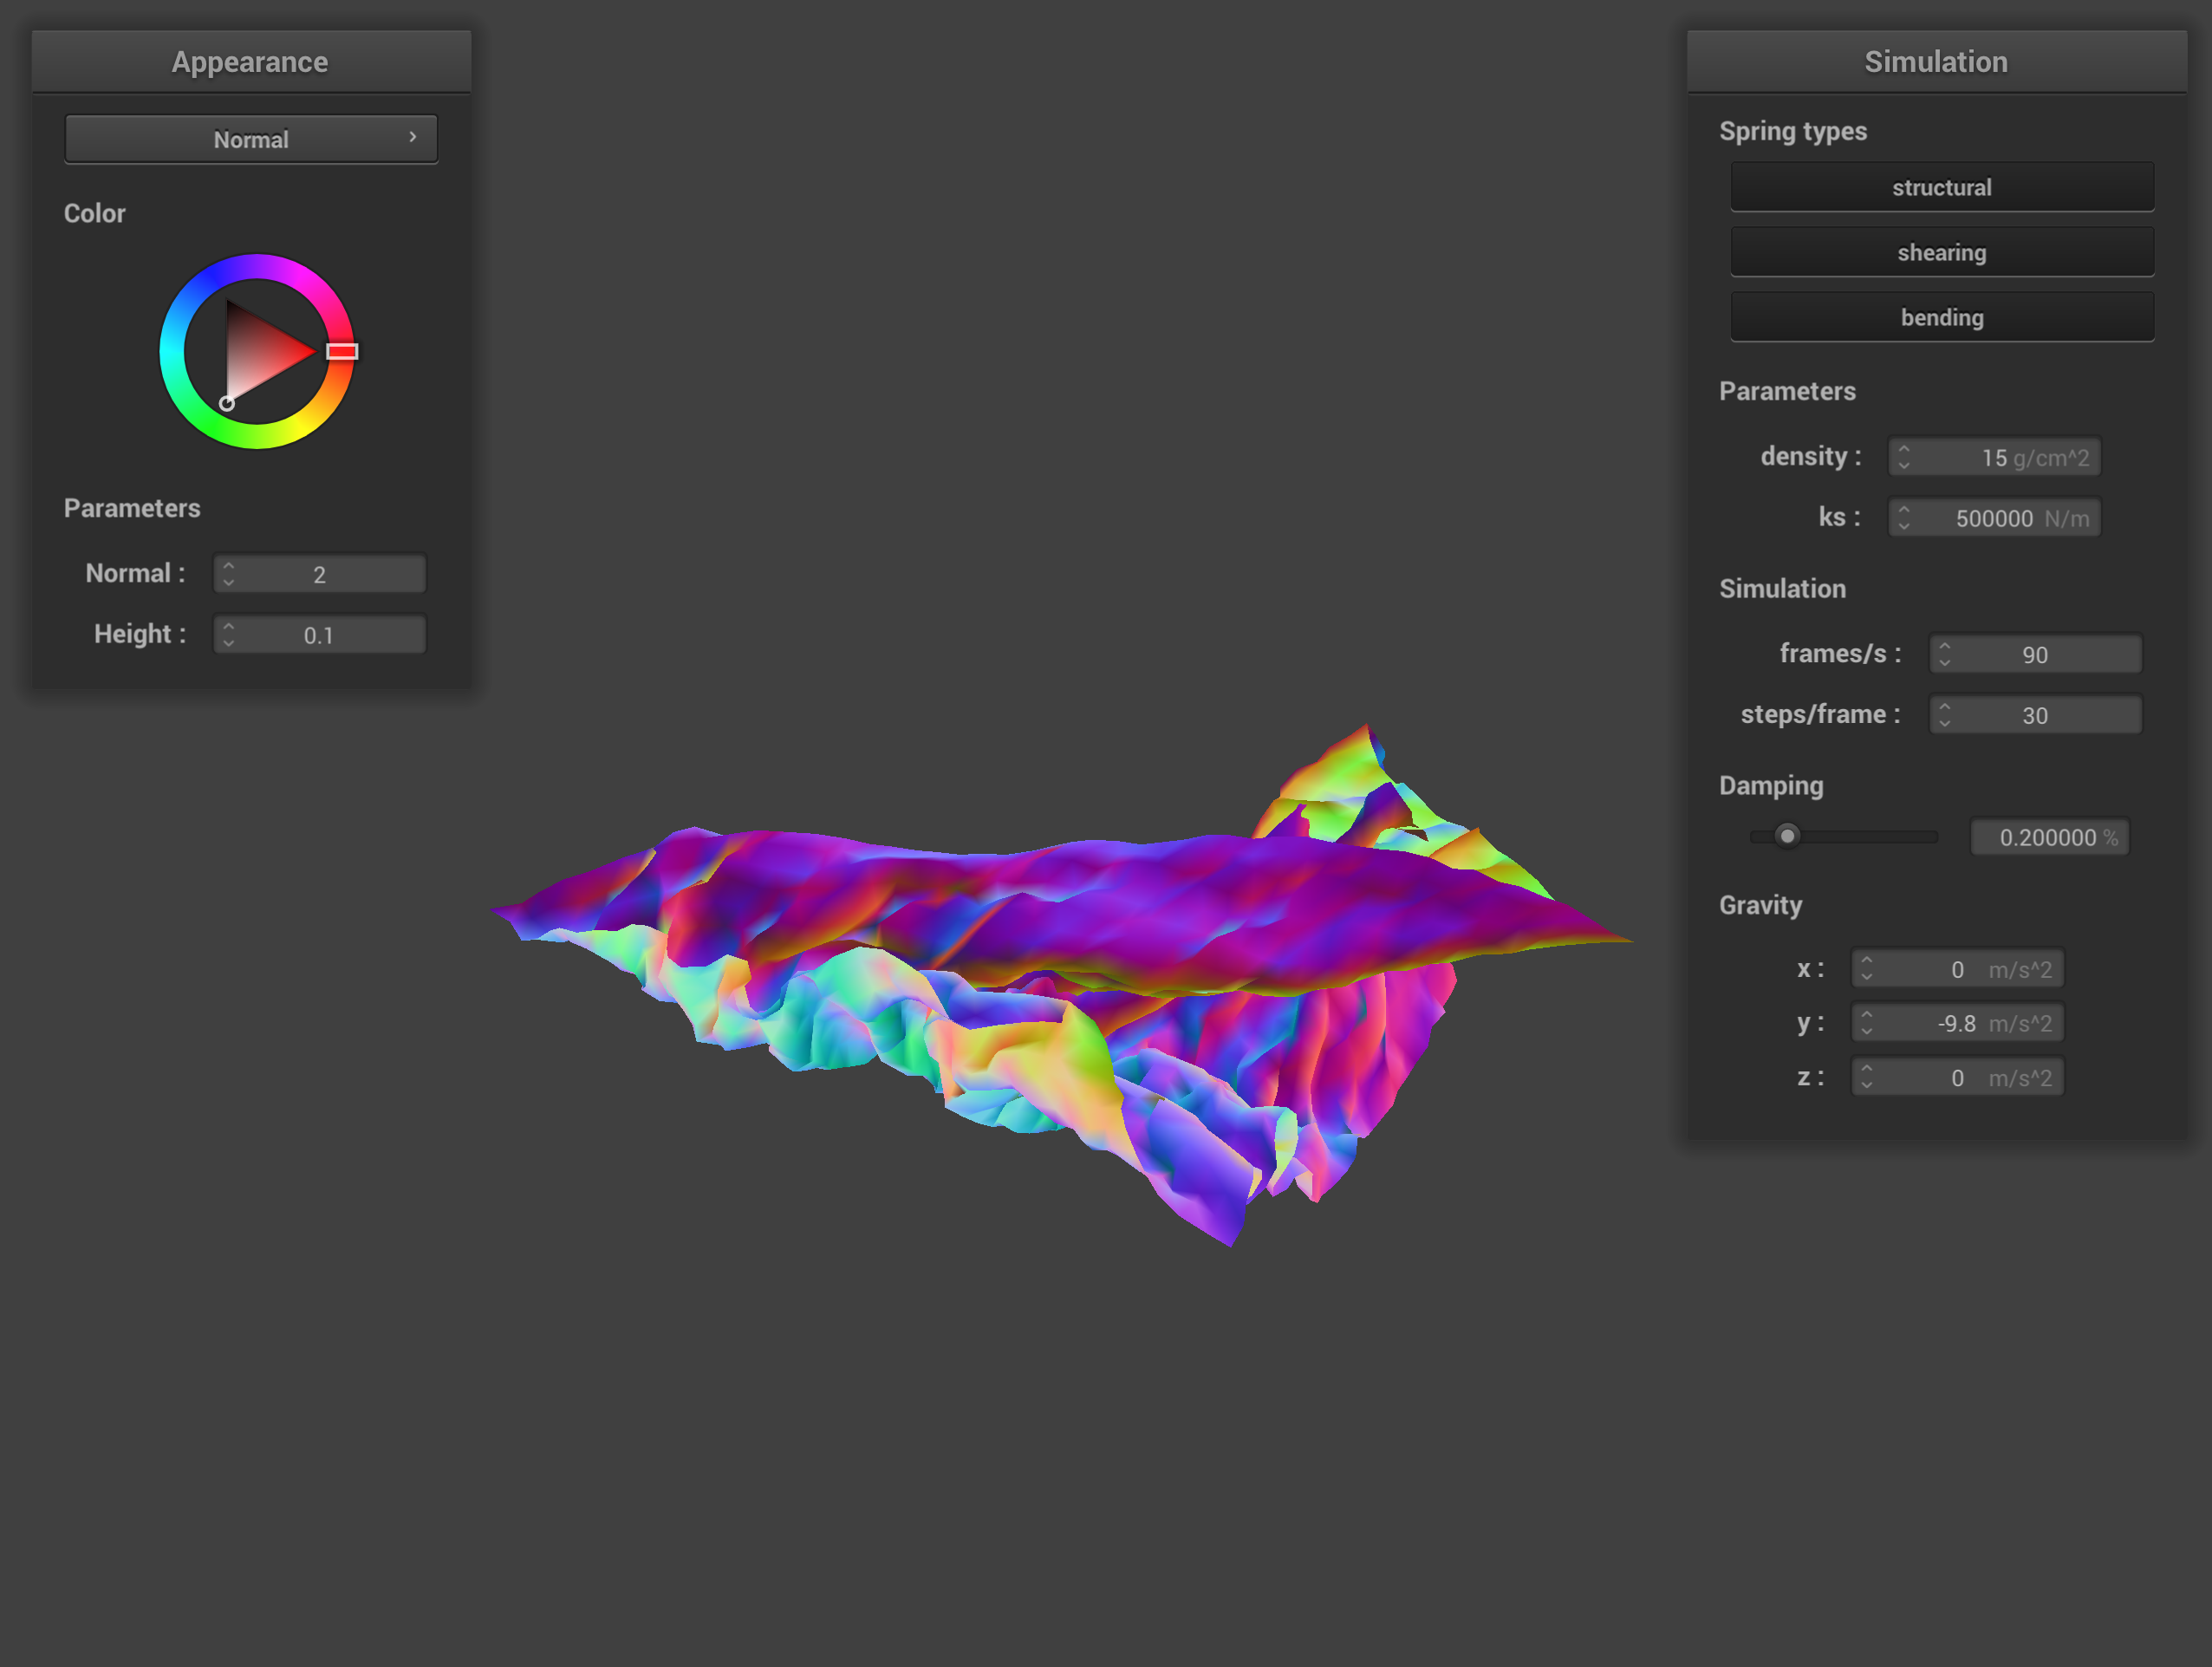 Appearance
Normal
Color
Parameters
Normal : 2
Height : 0.1
Simulation
Spring types
structural
shearing
bending
Parameters
density : 15 g/cm^2
ks : 500000 N/m
Simulation
frames/s : 90
steps/frame : 30
Damping
0.200000 %
Gravity
x : 0 m/s^2
y : -9.8 m/s^2
z : 0 m/s^2